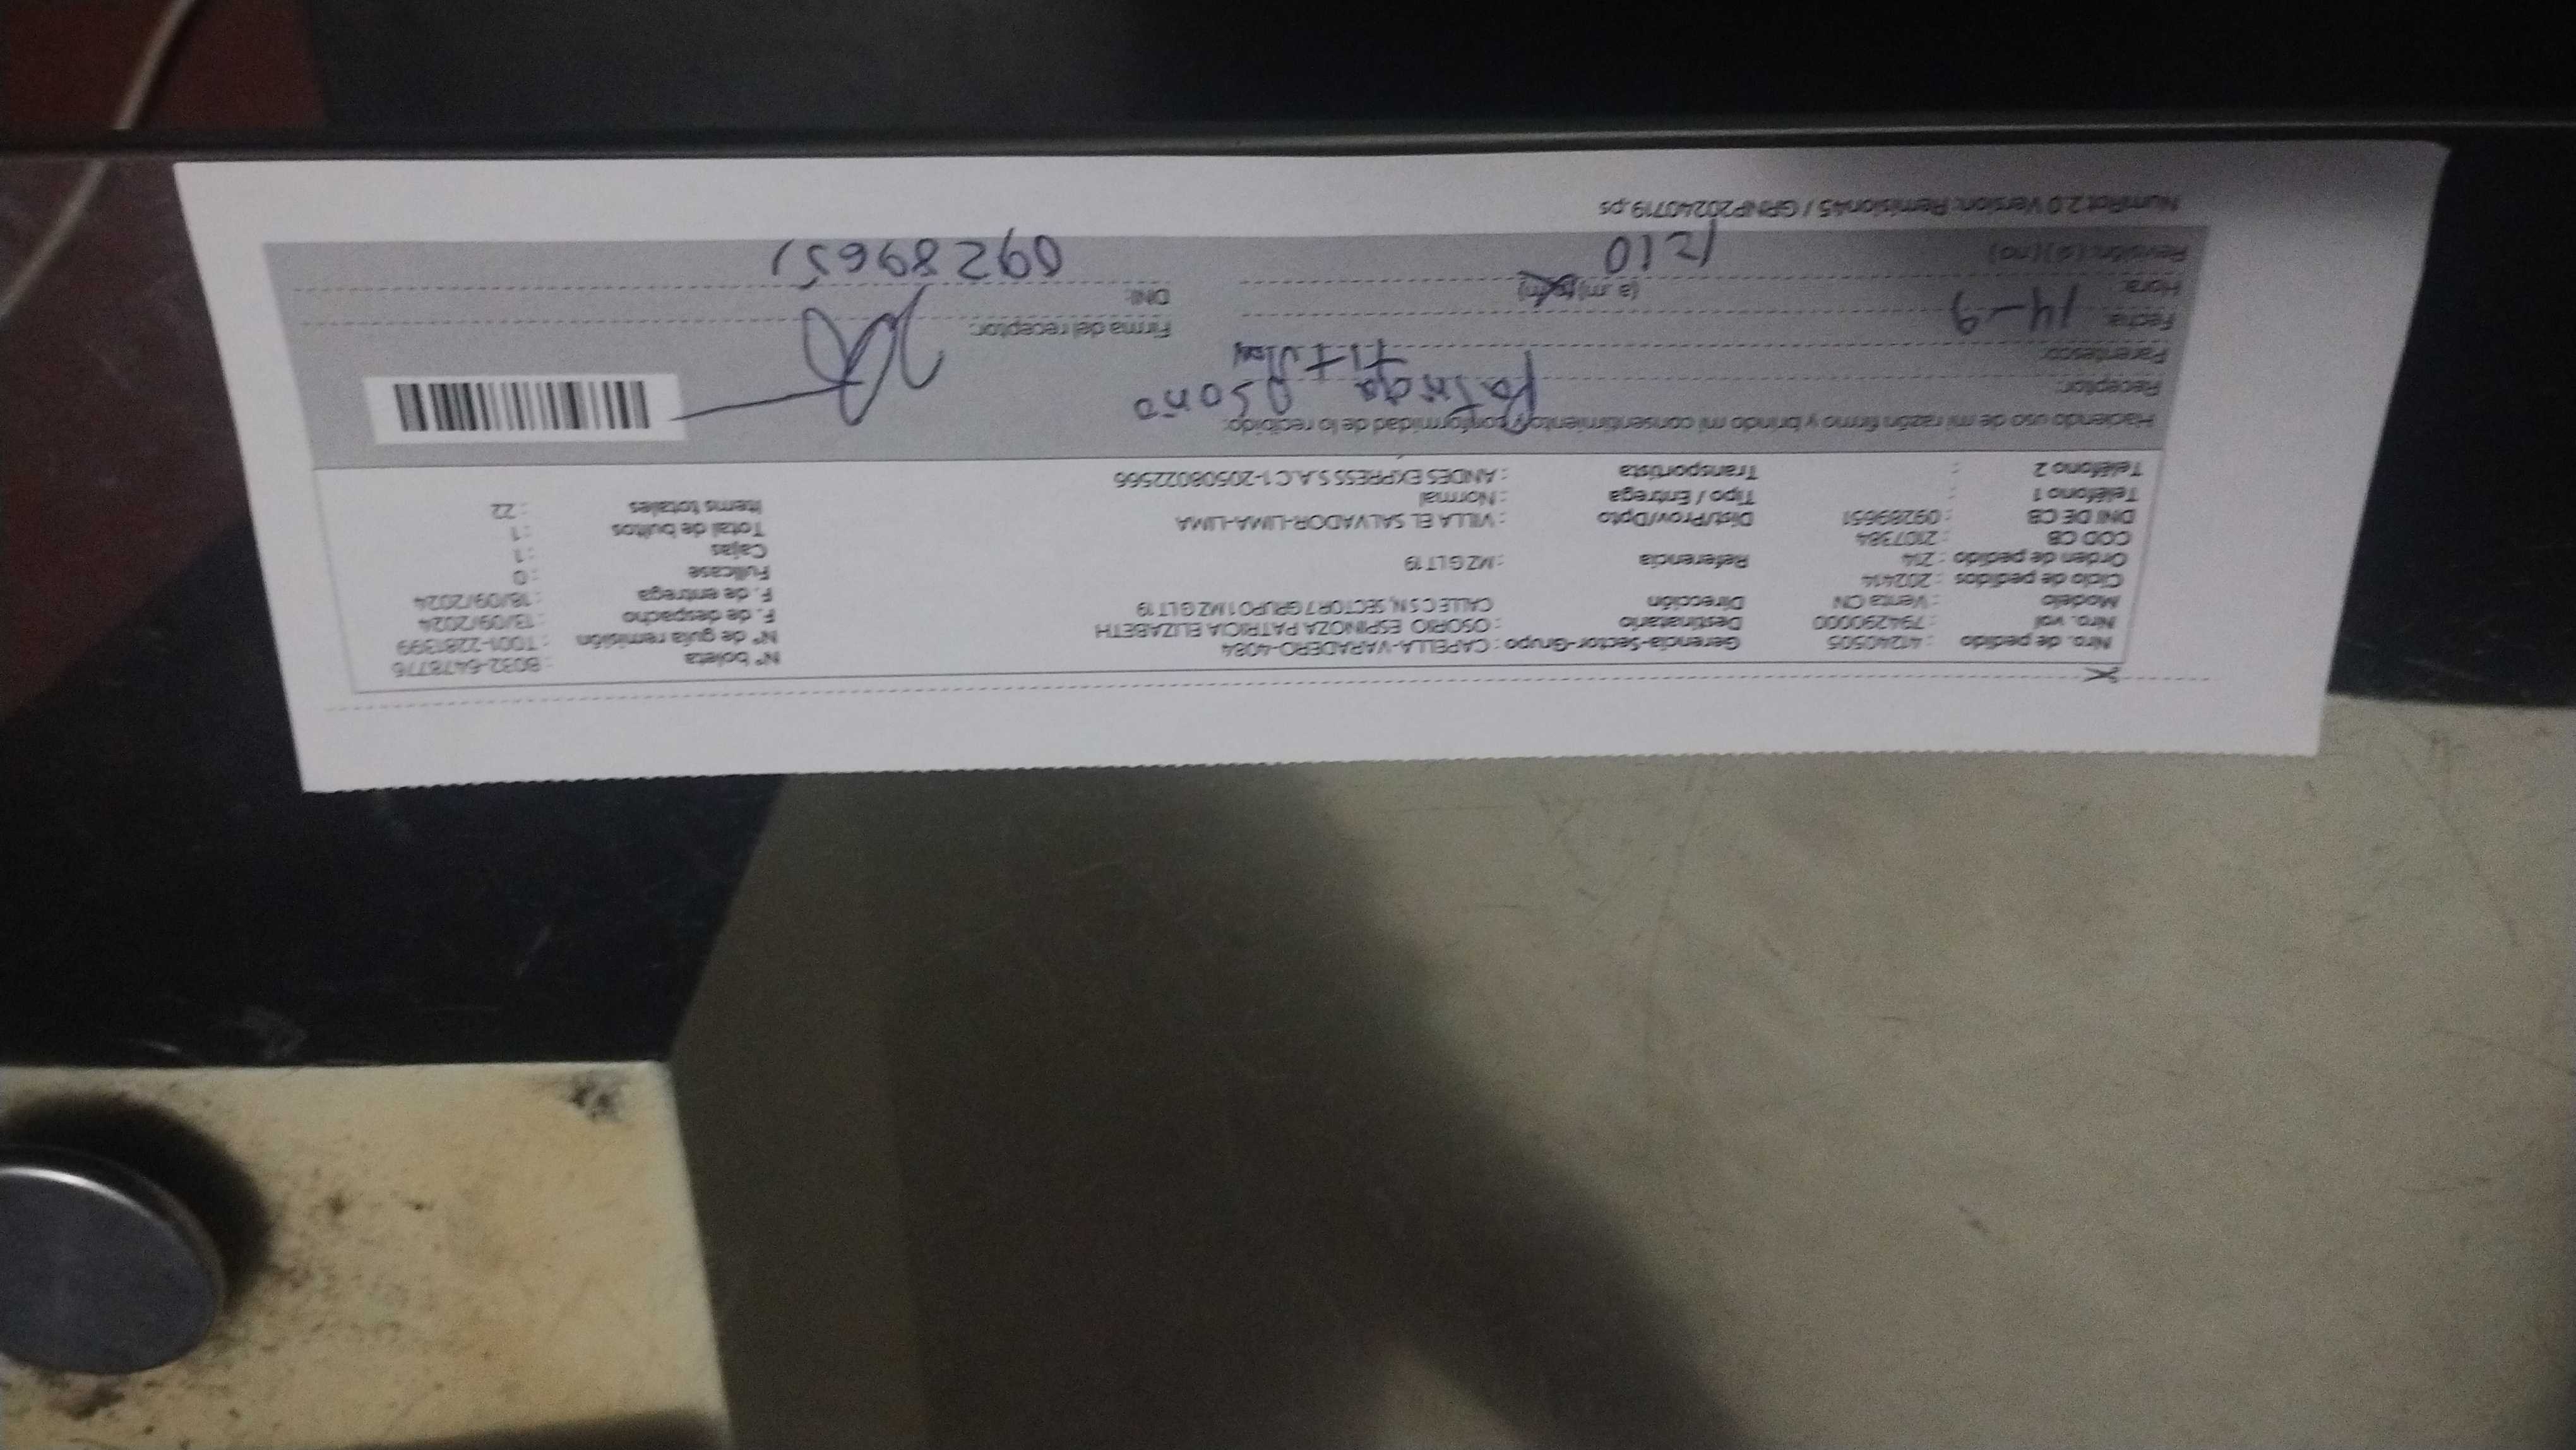 Nro. de pedido : 41240505 Gerencia-Sector-Grupo : CAPELLA-VARADERO-4084 N° boleta : B032-6478776
Nro. vol : 794290000 Destinatario : OSORIO ESPINOZA PATRICIA ELIZABETH N° de guía remisión : T001-2281399
Modelo : Venta CN Dirección CALLE C S N, SECTOR 7 GRUPO 1 MZ G LT 19 F. de despacho : 13/09/2024
Ciclo de pedidos : 202414 F. de entrega : 18/09/2024
Orden de pedido : 214 Referencia : MZ G LT 19 Fullcase : 0
COD CB : 2107384 Cajas : 1
DNI DE CB : 09289651 Dist/Prov/Dpto : VILLA EL SALVADOR-LIMA-LIMA Total de bultos : 1
Teléfono 1 : Tipo / Entrega : Normal Items totales : 22
Teléfono 2 : Transportista : ANDES EXPRESS S.A.C 1-20508022566
Haciendo uso de mi razón firmo y brindo mi consentimiento y conformidad de lo recibido:
Receptor: Patricia Osorio
Parentesco: titular
Fecha: 14-9 Firma del receptor:
Hora: (a.m) (p.m) DNI:
Revisión: (si) (no) 1210 09289651
NumRot 2.0 Version: Remision45 / GRNP20240719.ps